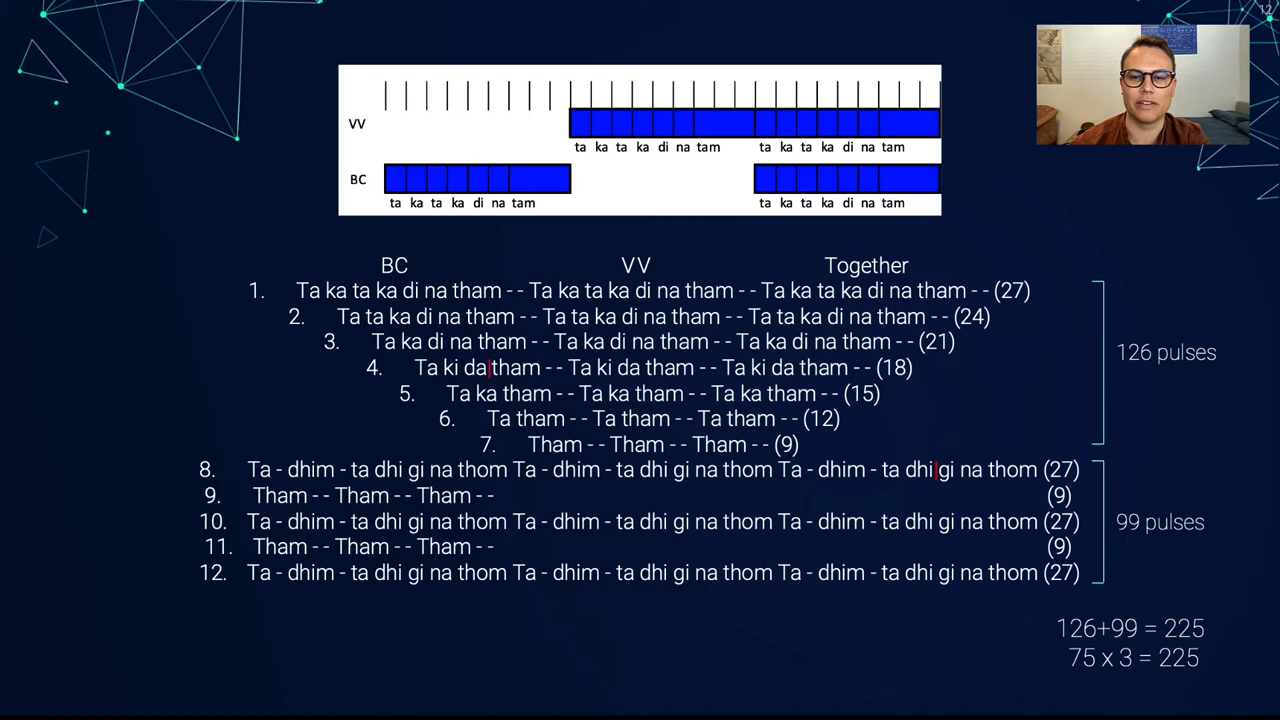 12
VV
ta ka ta ka di na tam ta ka ta ka di na tam
BC
ta ka ta ka di na tam ta ka ta ka di na tam
BC VV Together
1. Ta ka ta ka di na tham - - Ta ka ta ka di na tham - - Ta ka ta ka di na tham - - (27)
2. Ta ta ka di na tham - - Ta ta ka di na tham - - Ta ta ka di na tham - - (24)
3. Ta ka di na tham - - Ta ka di na tham - - Ta ka di na tham - - (21)
126 pulses
4. Ta ki da tham - - Ta ki da tham - - Ta ki da tham - - (18)
5. Ta ka tham - - Ta ka tham - - Ta ka tham - - (15)
6. Ta tham - - Ta tham - - Ta tham - - (12)
7. Tham - - Tham - - Tham - - (9)
8. Ta - dhim - ta dhi gi na thom Ta - dhim - ta dhi gi na thom Ta - dhim - ta dhi gi na thom (27)
9. Tham - - Tham - - Tham - - (9)
10. Ta - dhim - ta dhi gi na thom Ta - dhim - ta dhi gi na thom Ta - dhim - ta dhi gi na thom (27)
99 pulses
11. Tham - - Tham - - Tham - - (9)
12. Ta - dhim - ta dhi gi na thom Ta - dhim - ta dhi gi na thom Ta - dhim - ta dhi gi na thom (27)
126+99 = 225
75 x 3 = 225